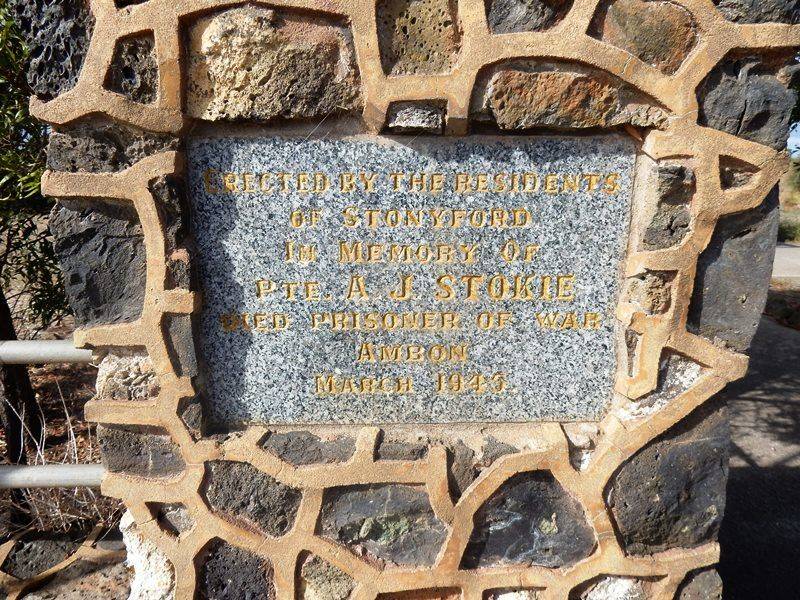 ERECTED BY THE RESIDENTS
OF STONYFORD
IN MEMORY OF
PTE. A. J. STOKIE
DIED PRISONER OF WAR
AMBON
MARCH 1945.